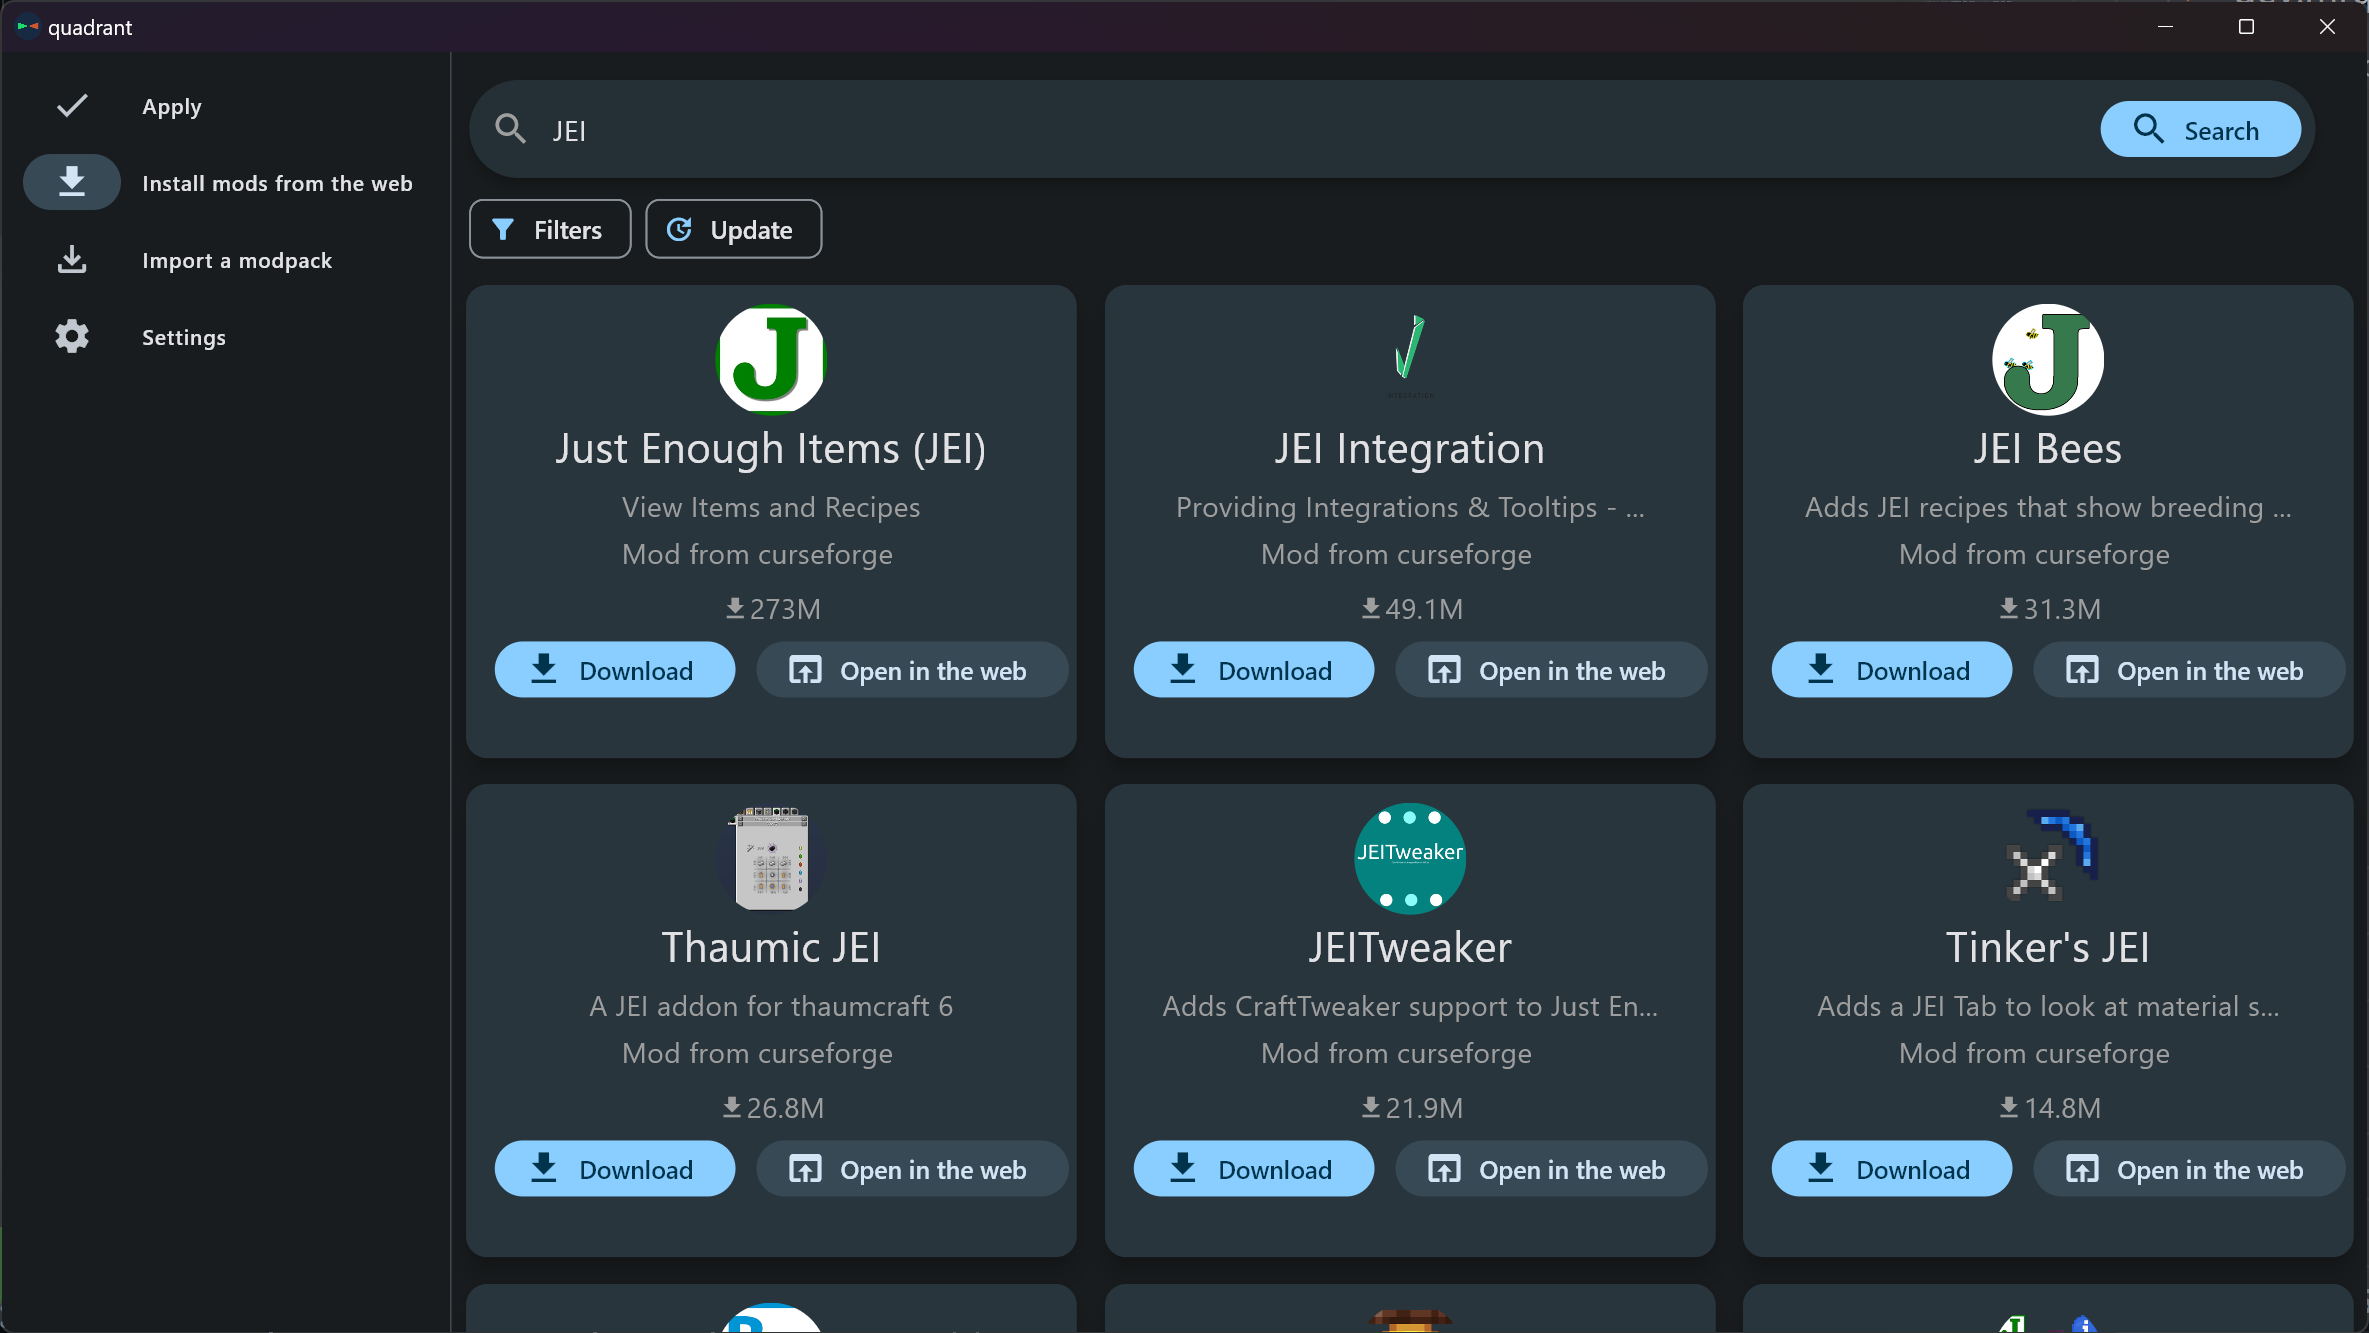 quadrant
Apply
Install mods from the web
Import a modpack
Settings
JEI
Search
Filters
Update
J
Just Enough Items (JEI)
View Items and Recipes
Mod from curseforge
273M
Download
Open in the web
INTEGRATION
JEI Integration
Providing Integrations & Tooltips - ...
Mod from curseforge
49.1M
Download
Open in the web
J
JEI Bees
Adds JEI recipes that show breeding ...
Mod from curseforge
31.3M
Download
Open in the web
Thaumic JEI
A JEI addon for thaumcraft 6
Mod from curseforge
26.8M
Download
Open in the web
JEITweaker
JEITweaker
Adds CraftTweaker support to Just En...
Mod from curseforge
21.9M
Download
Open in the web
Tinker's JEI
Adds a JEI Tab to look at material s...
Mod from curseforge
14.8M
Download
Open in the web